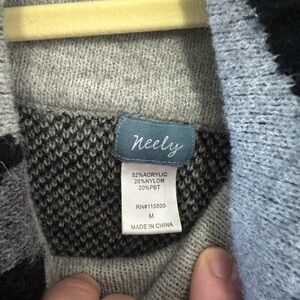 Neely
52%ACRYLIC
28%NYLON
20%PBT
RN#115500
M
MADE IN CHINA